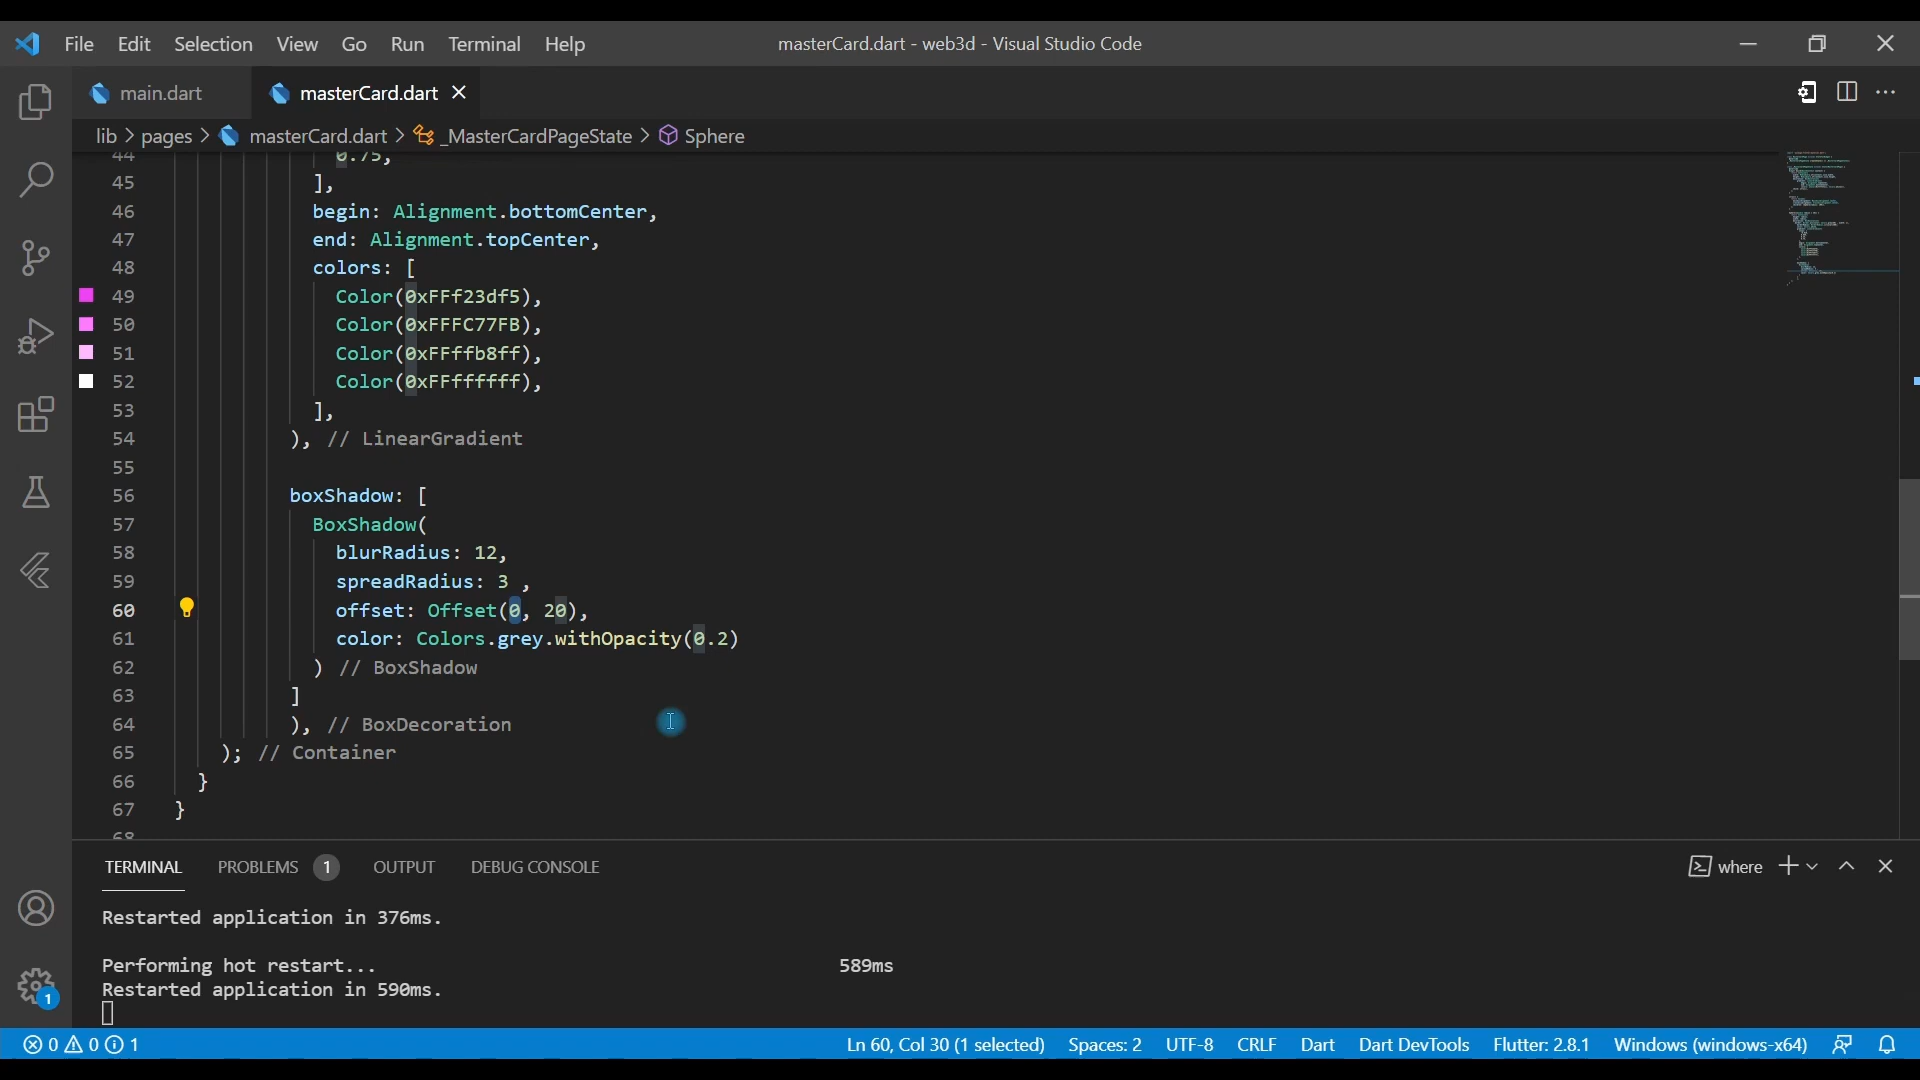 File Edit Selection View Go Run Terminal Help masterCard.dart - web3d - Visual Studio Code
main.dart masterCard.dart
lib > pages > masterCard.dart > _MasterCardPageState > Sphere
44 0.75,
45 ],
46 begin: Alignment.bottomCenter,
47 end: Alignment.topCenter,
48 colors: [
49 Color(0xFFf23df5),
50 Color(0xFFFC77FB),
51 Color(0xFFffb8ff),
52 Color(0xFFffffff),
53 ],
54 ), // LinearGradient
55
56 boxShadow: [
57 BoxShadow(
58 blurRadius: 12,
59 spreadRadius: 3 ,
60 offset: Offset(0, 20),
61 color: Colors.grey.withOpacity(0.2)
62 ) // BoxShadow
63 ]
64 ), // BoxDecoration
65 ); // Container
66 }
67 }
68
TERMINAL PROBLEMS 1 OUTPUT DEBUG CONSOLE where
Restarted application in 376ms.
Performing hot restart... 589ms
Restarted application in 590ms.
1
0 0 1 Ln 60, Col 30 (1 selected) Spaces: 2 UTF-8 CRLF Dart Dart DevTools Flutter: 2.8.1 Windows (windows-x64)